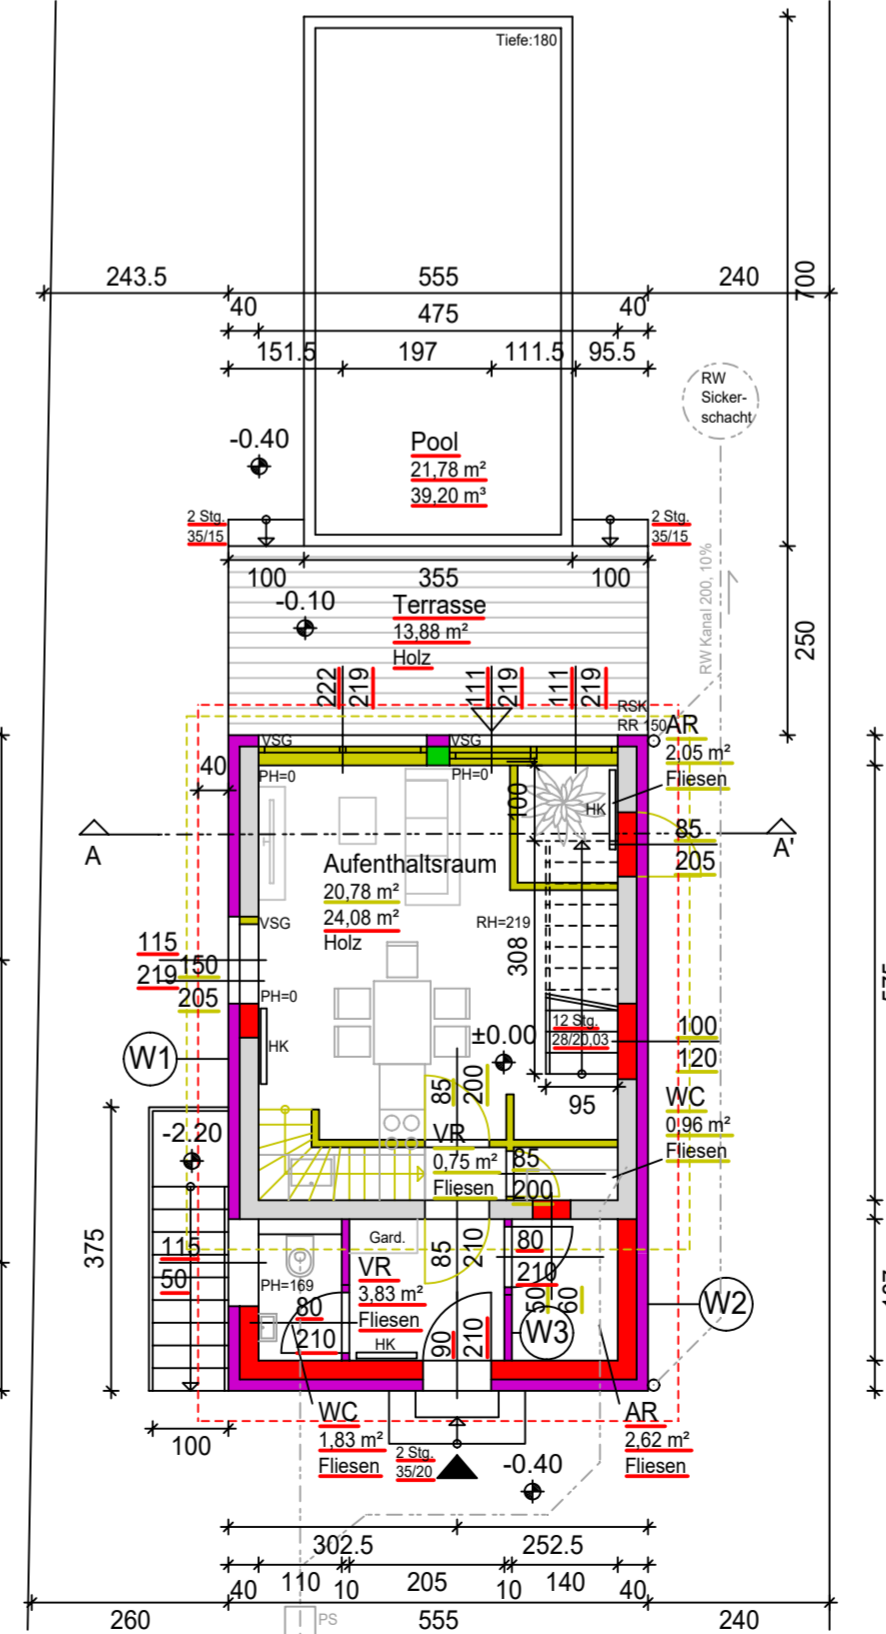 Tiefe:180
243.5
555
240
700
40
475
40
151.5
197
111.5
95.5
RW
Sicker-
schacht
-0.40
Pool
21,78 m²
39,20 m³
2 Stg.
35/15
2 Stg.
35/15
100
355
100
-0.10
Terrasse
13,88 m²
Holz
RW Kanal 200, 10%
250
222
219
111
219
111
219
RSK
RR 150
AR
2,05 m²
Fliesen
VSG
VSG
40
PH=0
PH=0
100
HK
A
A'
85
205
Aufenthaltsraum
20,78 m²
24,08 m²
Holz
VSG
RH=219
308
115
219
150
205
PH=0
±0.00
12 Stg.
28/20,03
100
120
W1
HK
85
200
95
WC
0,96 m²
Fliesen
-2.20
VR
0,75 m²
Fliesen
85
200
375
115
50
Gard.
85
210
80
210
PH=169
VR
3,83 m²
Fliesen
80
210
HK
90
210
50
60
W3
W2
100
WC
1,83 m²
Fliesen
2 Stg.
35/20
-0.40
AR
2,62 m²
Fliesen
302.5
252.5
40
110
10
205
10
140
40
260
555
240
PS